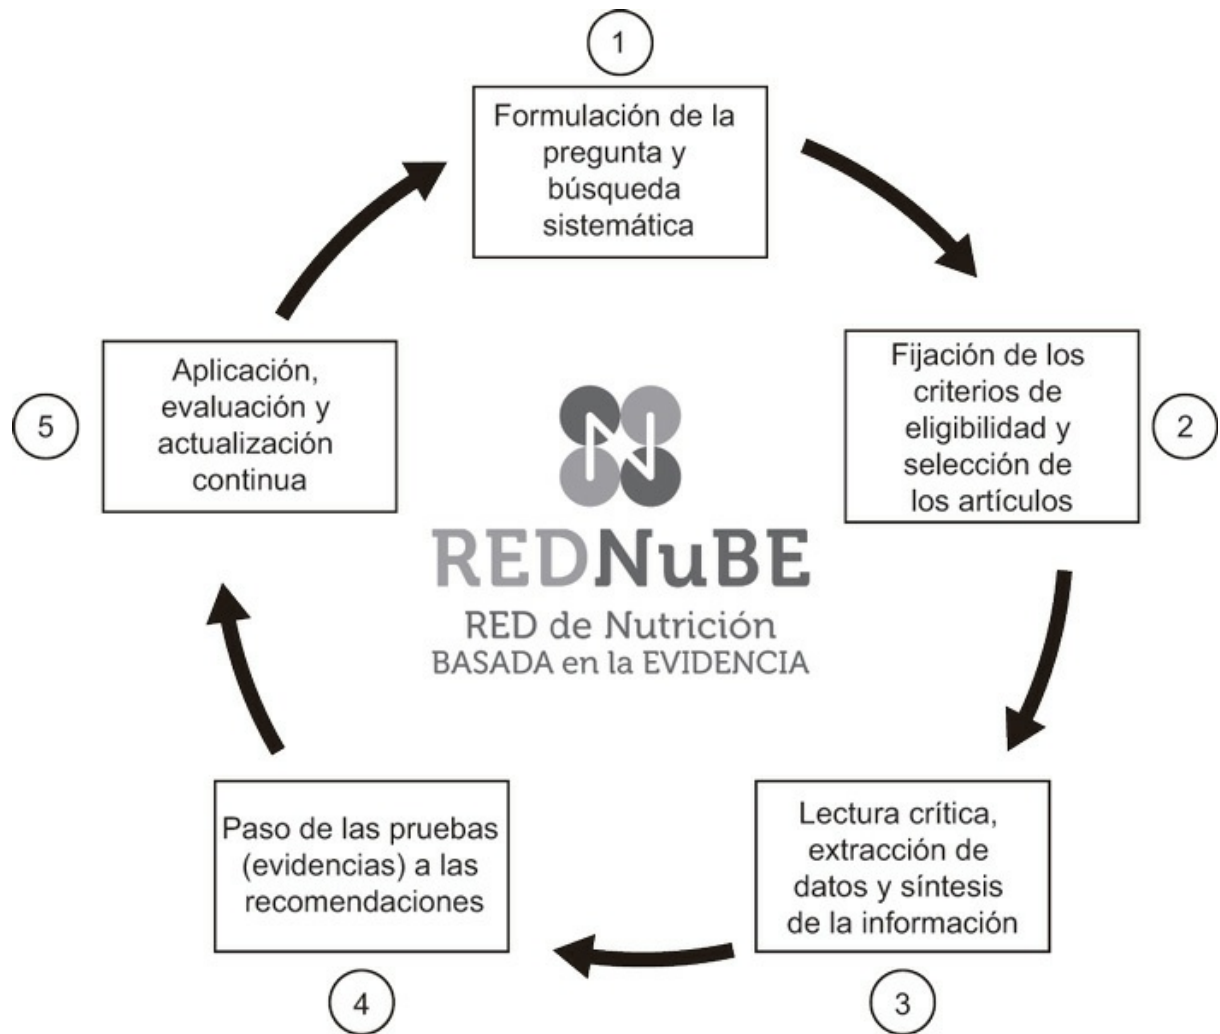 1
Formulación de la
pregunta y
búsqueda
sistemática
Fijación de los
criterios de
eligibilidad y
selección de
los artículos
2
Lectura crítica,
extracción de
datos y síntesis
de la información
3
Paso de las pruebas
(evidencias) a las
recomendaciones
4
Aplicación,
evaluación y
actualización
continua
5
N
REDNuBE
RED de Nutrición
BASADA en la EVIDENCIA